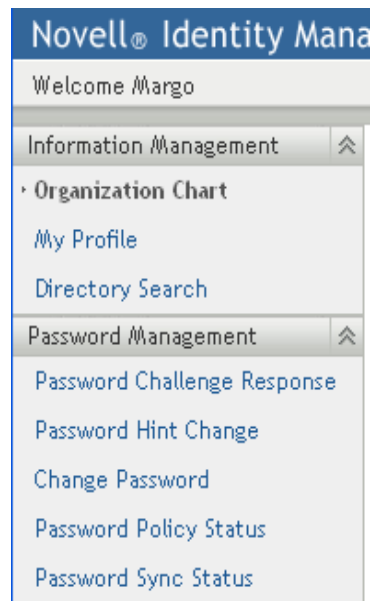 Novell® Identity Mana
Welcome Margo
Information Management
Organization Chart
My Profile
Directory Search
Password Management
Password Challenge Response
Password Hint Change
Change Password
Password Policy Status
Password Sync Status